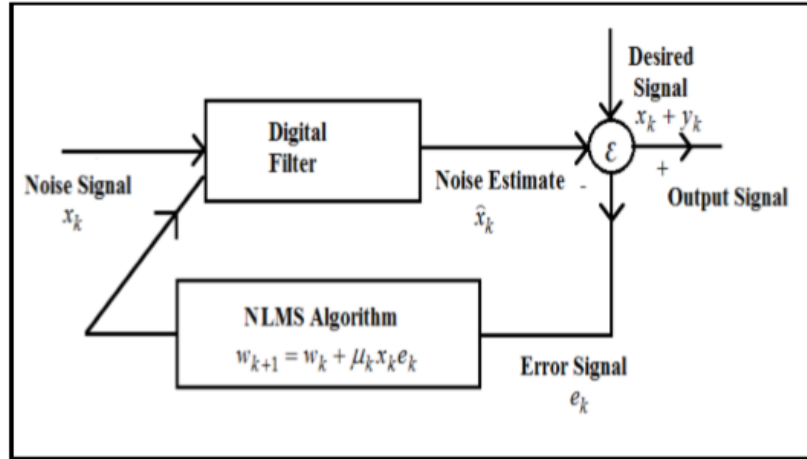 Desired
Signal
x_k + y_k
Digital
Filter
ε
Noise Signal
x_k
Noise Estimate
-
x̂_k
+
Output Signal
NLMS Algorithm
w_{k+1} = w_k + μ_k x_k e_k
Error Signal
e_k